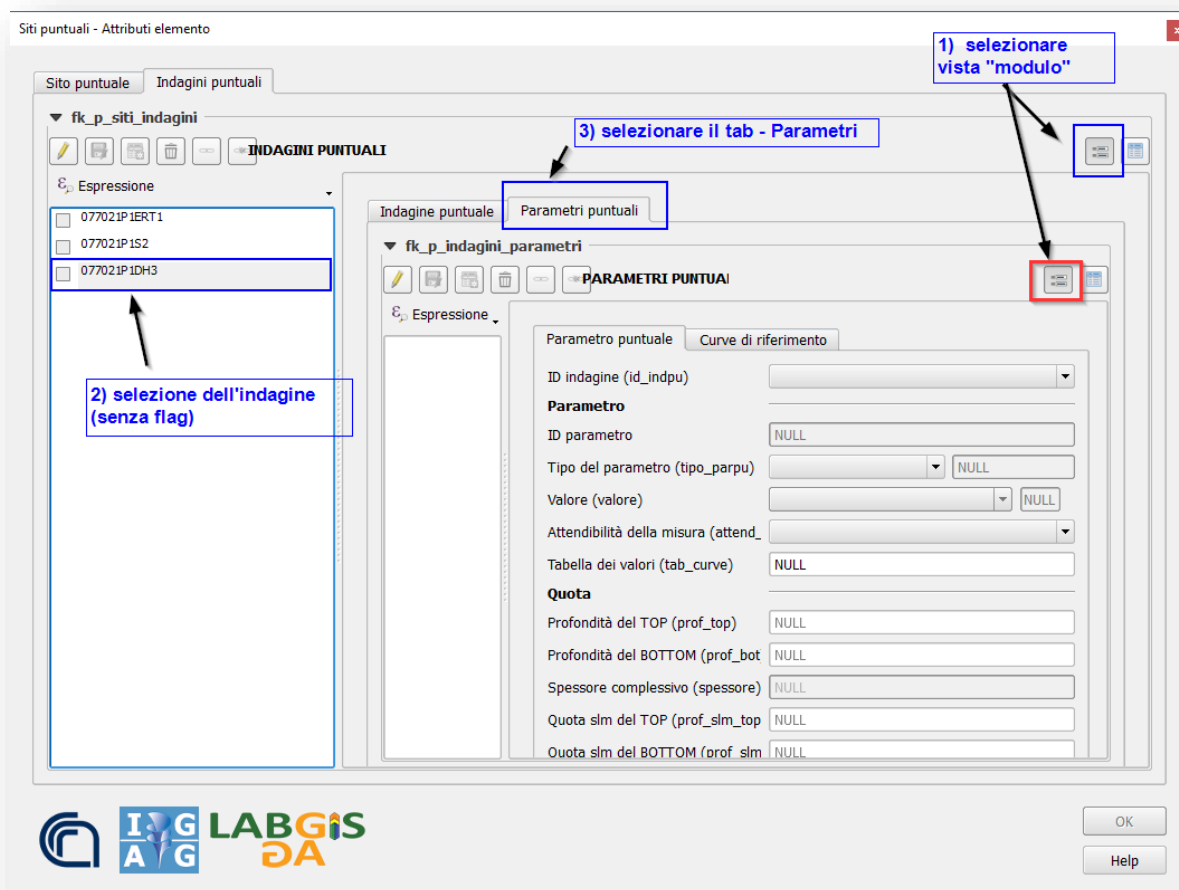 Siti puntuali - Attributi elemento
1) selezionare
vista "modulo"
Sito puntuale
Indagini puntuali
fk_p_siti_indagini
3) selezionare il tab - Parametri
INDAGINI PUNTUALI
Espressione
077021P1ERT1
077021P1S2
077021P1DH3
2) selezione dell'indagine
(senza flag)
Indagine puntuale
Parametri puntuali
fk_p_indagini_parametri
PARAMETRI PUNTUAI
Espressione
Parametro puntuale
Curve di riferimento
ID indagine (id_indpu)
Parametro
ID parametro NULL
Tipo del parametro (tipo_parpu) NULL
Valore (valore) NULL
Attendibilità della misura (attend_
Tabella dei valori (tab_curve) NULL
Quota
Profondità del TOP (prof_top) NULL
Profondità del BOTTOM (prof_bot NULL
Spessore complessivo (spessore) NULL
Quota slm del TOP (prof_slm_top NULL
Quota slm del BOTTOM (prof_slm NULL
IG
AG
LABGIS
GA
OK
Help